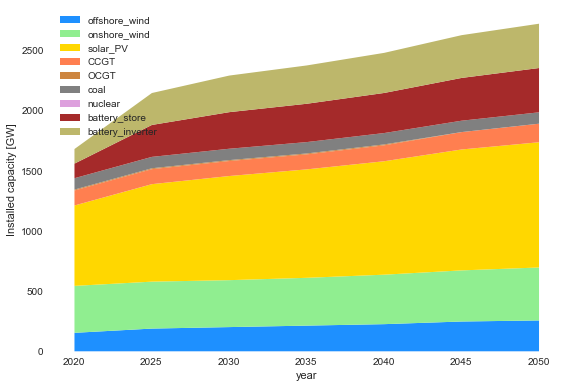 offshore_wind
onshore_wind
solar_PV
CCGT
OCGT
coal
nuclear
battery_store
battery_inverter
Installed capacity [GW]
2500
2000
1500
1000
500
0
2020 2025 2030 2035 2040 2045 2050
year